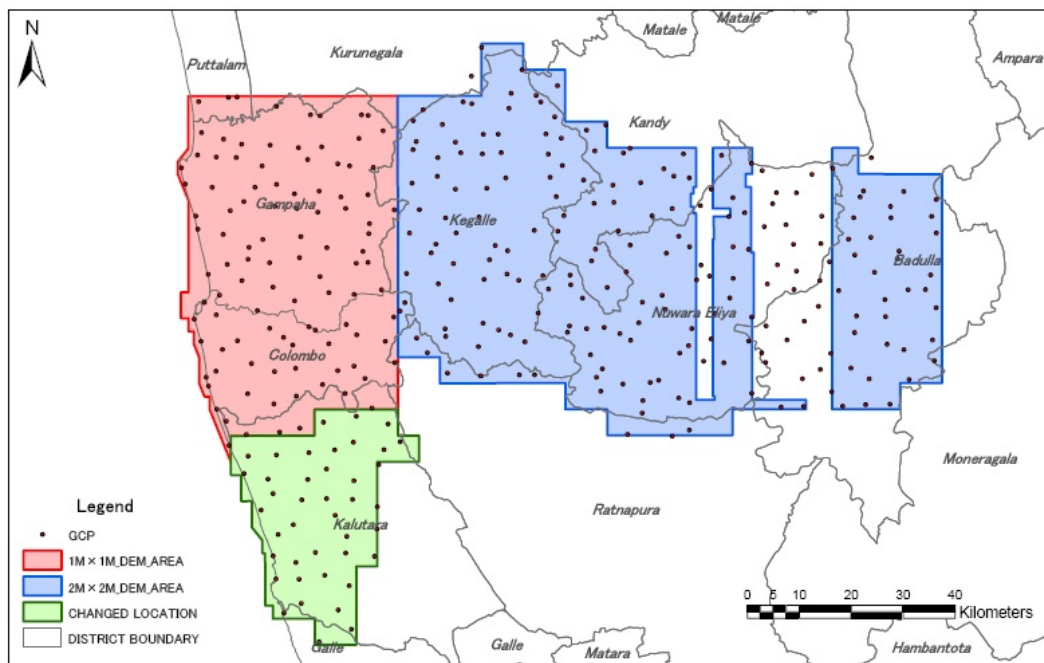 N
Matale
Matale
Puttalam
Kurunegala
Ampara
Kandy
Gampaha
Kegalle
Badulla
Nuwara Eliya
Colombo
Moneragala
Ratnapura
Kalutara
Galle
Galle
Matara
Hambantota
Legend
GCP
1M×1M_DEM_AREA
2M×2M_DEM_AREA
CHANGED LOCATION
DISTRICT BOUNDARY
0 5 10 20 30 40
Kilometers